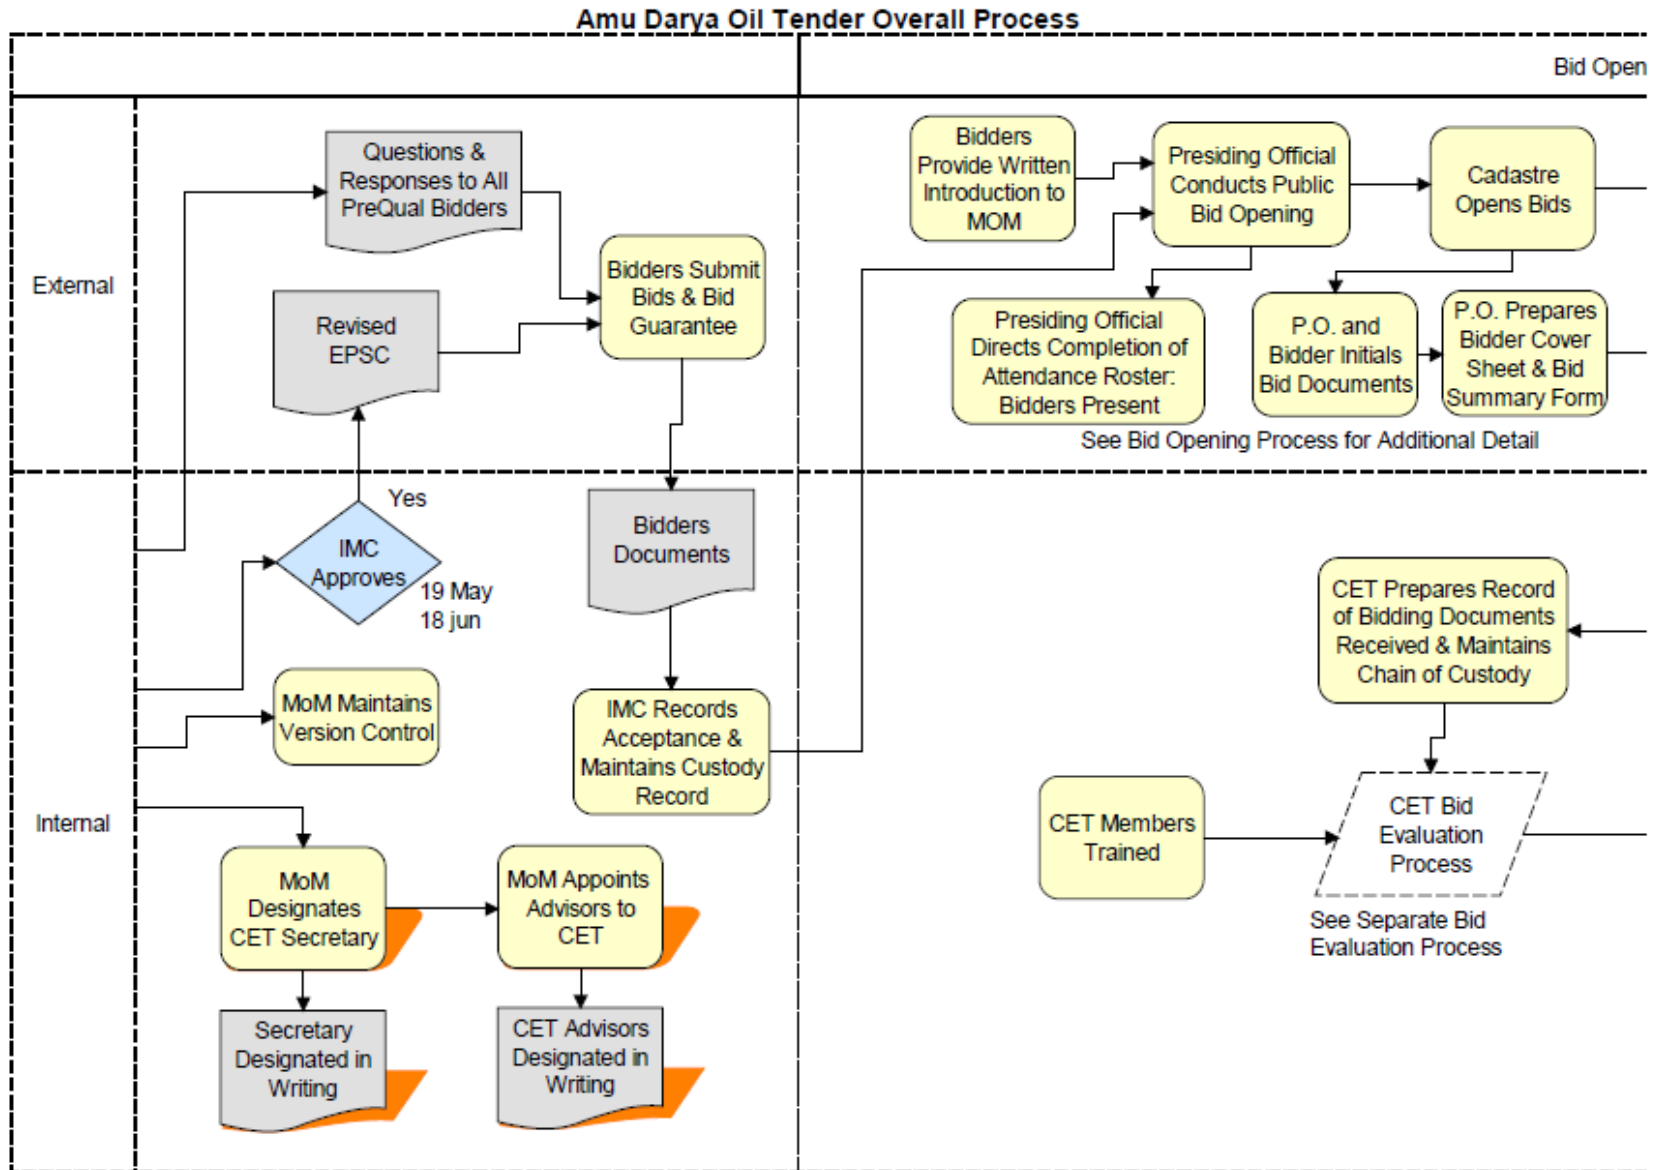 Amu Darya Oil Tender Overall Process
Bid Open
External
Questions &
Responses to All
PreQual Bidders
Revised
EPSC
Bidders Submit
Bids & Bid
Guarantee
Bidders
Provide Written
Introduction to
MOM
Presiding Official
Conducts Public
Bid Opening
Cadastre
Opens Bids
Presiding Official
Directs Completion of
Attendance Roster:
Bidders Present
P.O. and
Bidder Initials
Bid Documents
P.O. Prepares
Bidder Cover
Sheet & Bid
Summary Form
See Bid Opening Process for Additional Detail
Internal
Yes
IMC
Approves
19 May
18 jun
Bidders
Documents
MoM Maintains
Version Control
IMC Records
Acceptance &
Maintains Custody
Record
MoM
Designates
CET Secretary
MoM Appoints
Advisors to
CET
Secretary
Designated in
Writing
CET Advisors
Designated in
Writing
CET Prepares Record
of Bidding Documents
Received & Maintains
Chain of Custody
CET Members
Trained
CET Bid
Evaluation
Process
See Separate Bid
Evaluation Process